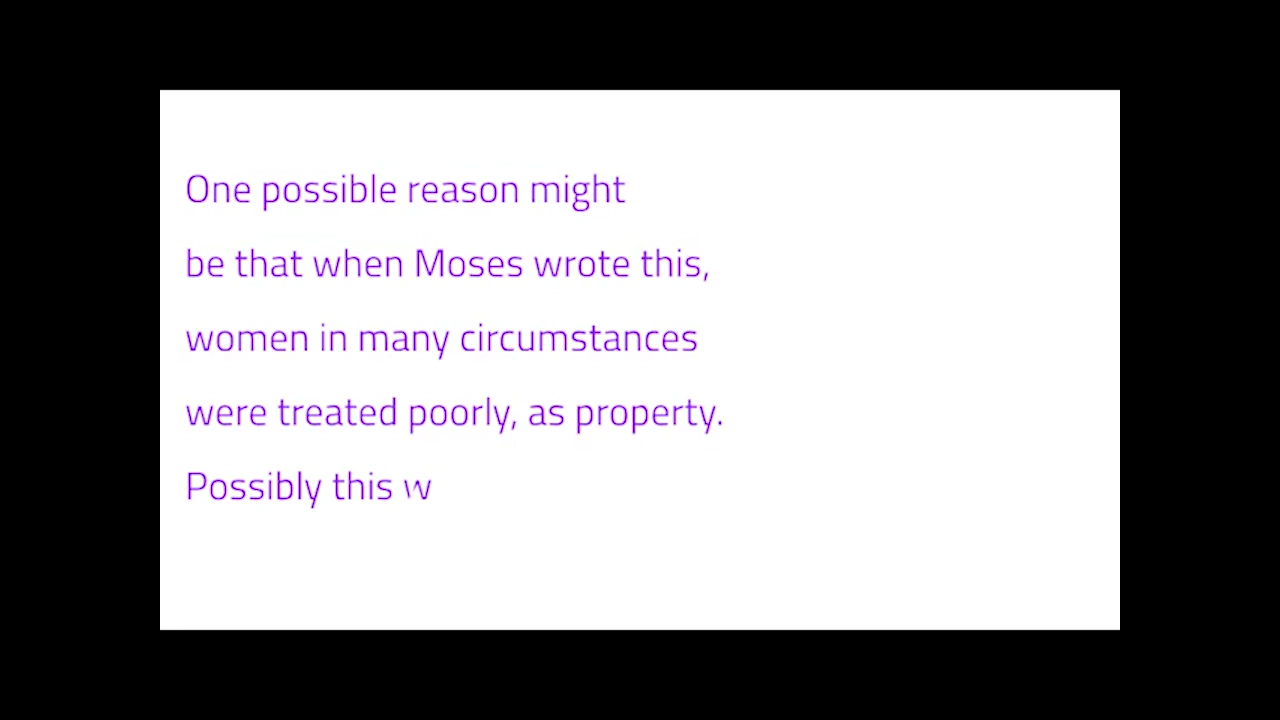 One possible reason might
be that when Moses wrote this,
women in many circumstances
were treated poorly, as property.
Possibly this w